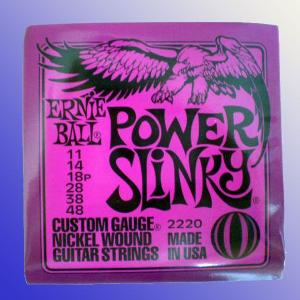 ERNIE BALL®
POWER SLINKY®
11
14
18P
28
38
48
CUSTOM GAUGE® 2220
NICKEL WOUND MADE
GUITAR STRINGS IN USA